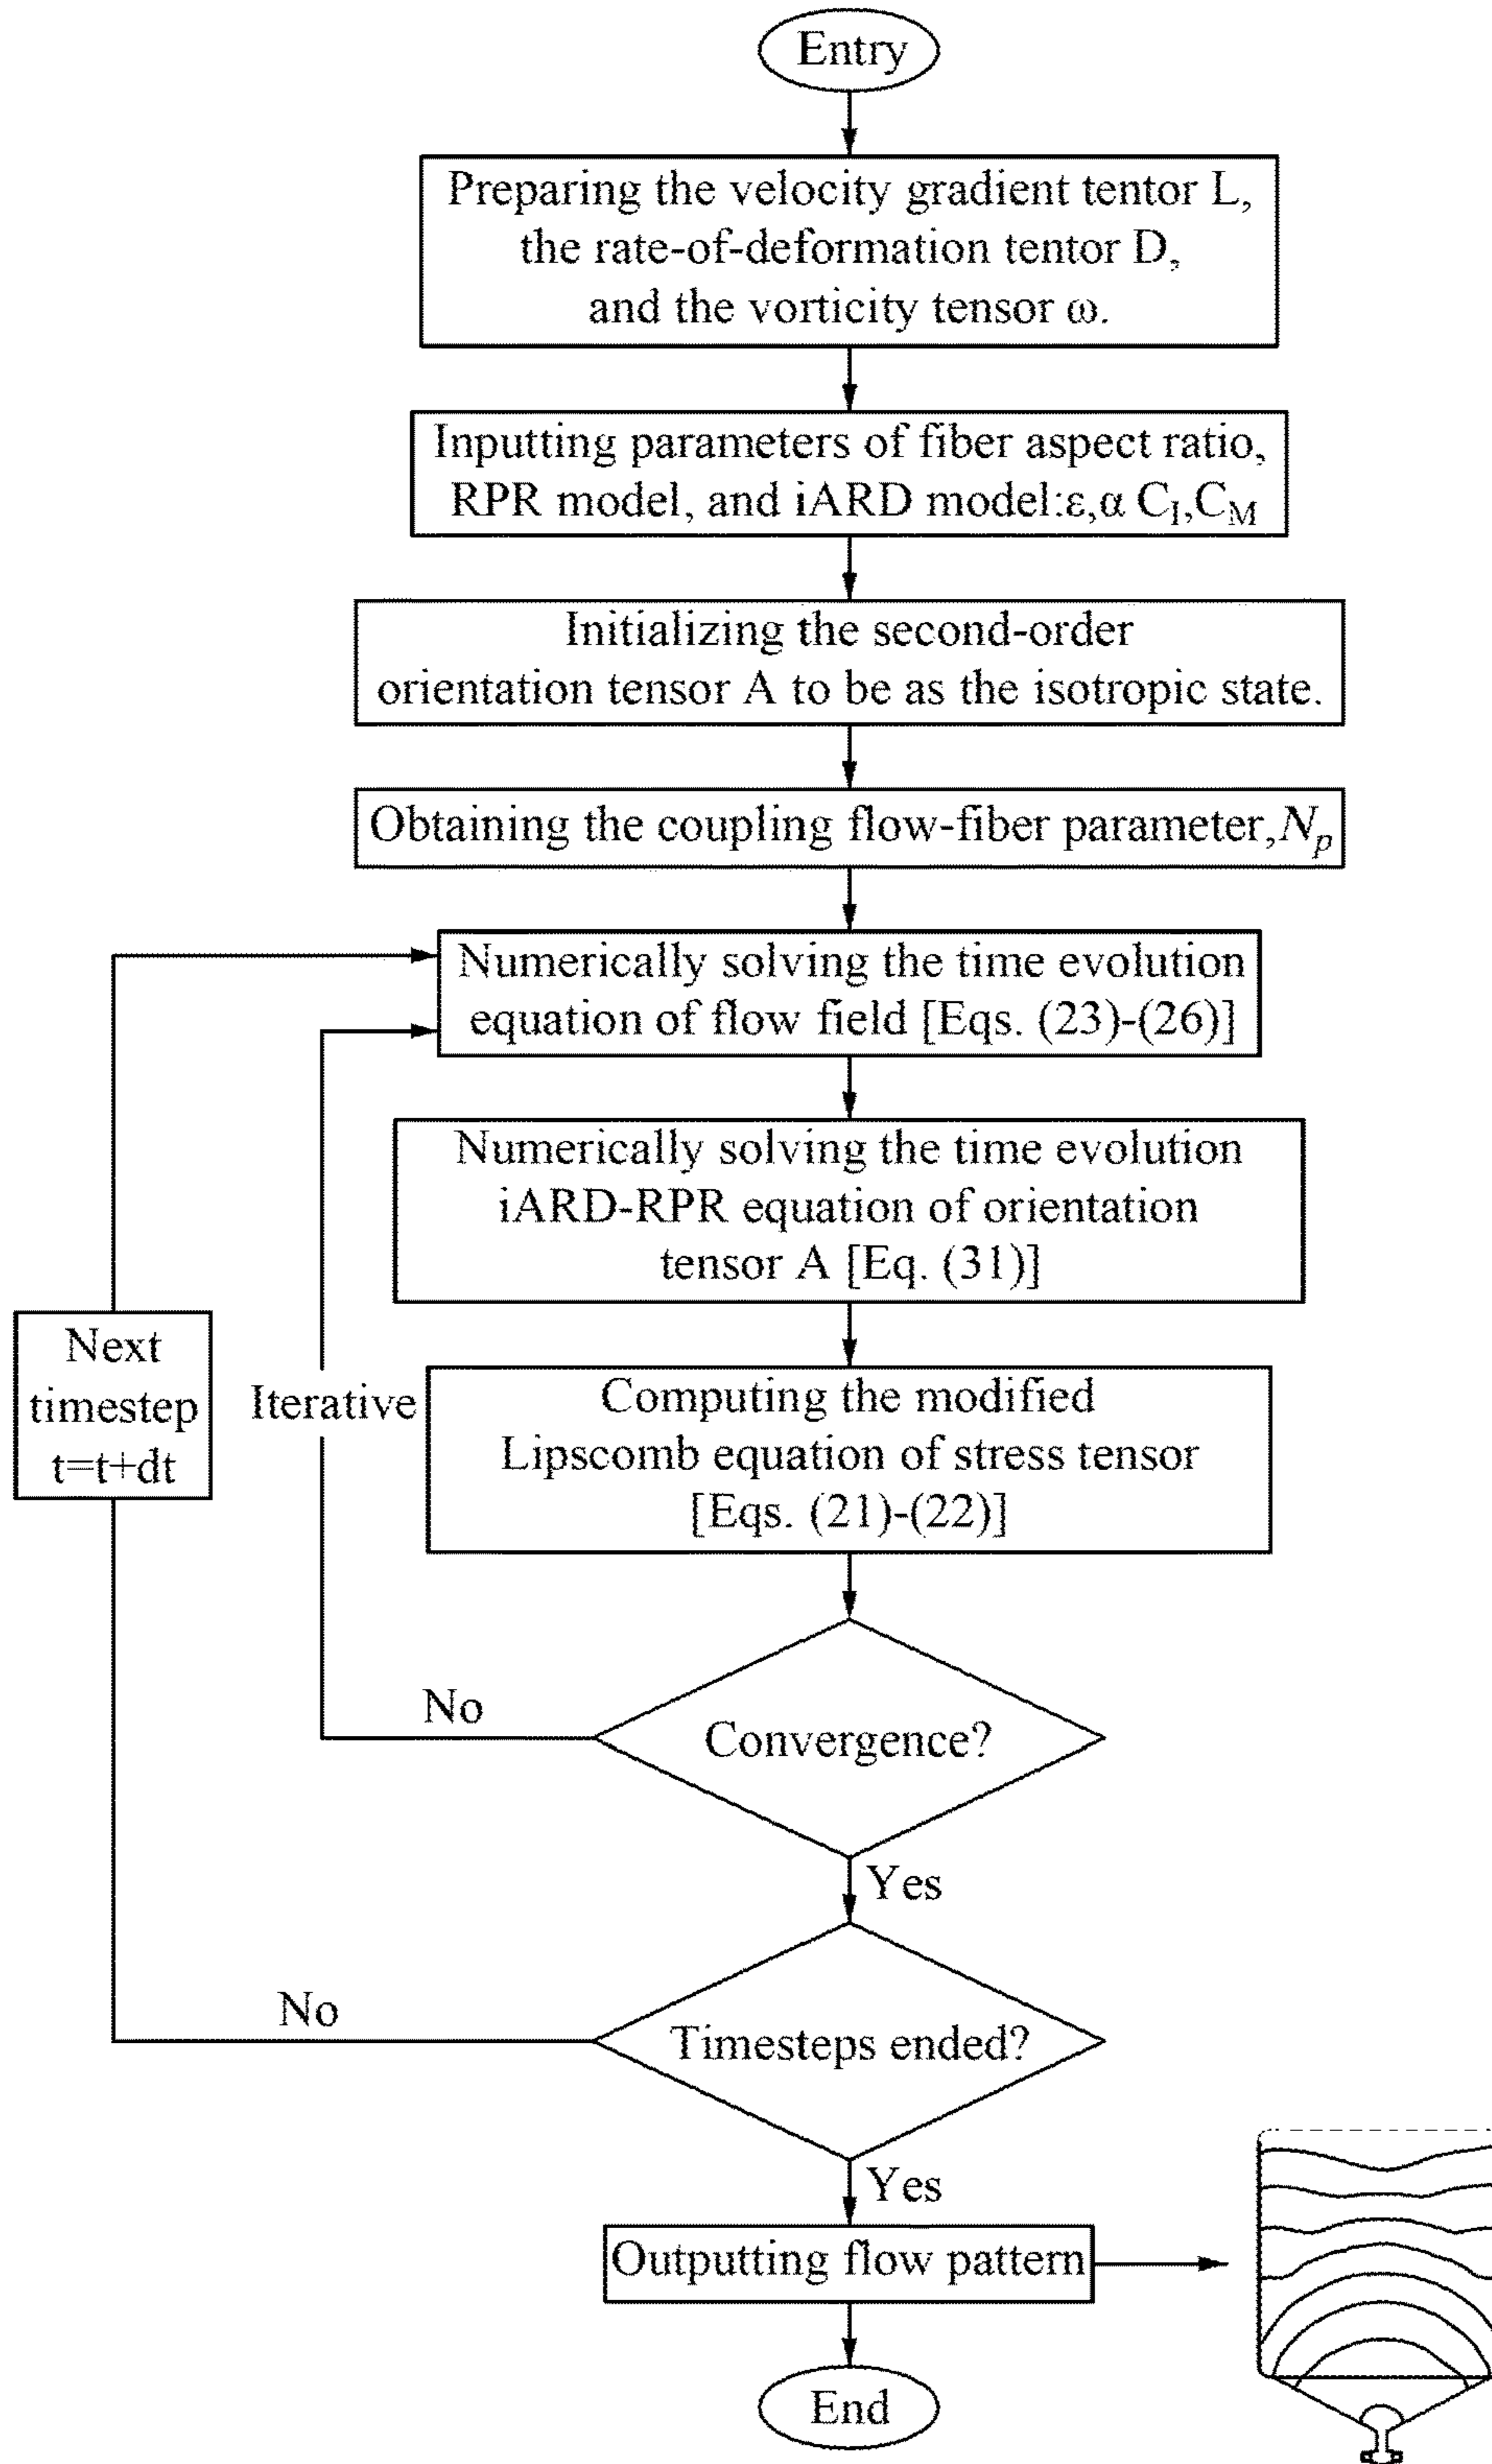 Entry
Preparing the velocity gradient tentor L,
the rate-of-deformation tentor D,
and the vorticity tensor ω.
Inputting parameters of fiber aspect ratio,
RPR model, and iARD model:ε,α C_I,C_M
Initializing the second-order
orientation tensor A to be as the isotropic state.
Obtaining the coupling flow-fiber parameter,N_p
Numerically solving the time evolution
equation of flow field [Eqs. (23)-(26)]
Numerically solving the time evolution
iARD-RPR equation of orientation
tensor A [Eq. (31)]
Next
timestep
t=t+dt
Iterative
Computing the modified
Lipscomb equation of stress tensor
[Eqs. (21)-(22)]
No
Convergence?
Yes
No
Timesteps ended?
Yes
Outputting flow pattern
End